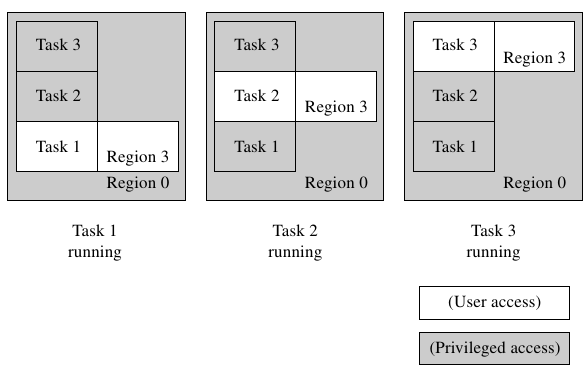 Task 3
Task 2
Task 1
Region 3
Region 0
Task 1
running
Task 3
Task 2
Region 3
Task 1
Region 0
Task 2
running
Task 3
Region 3
Task 2
Task 1
Region 0
Task 3
running
(User access)
(Privileged access)